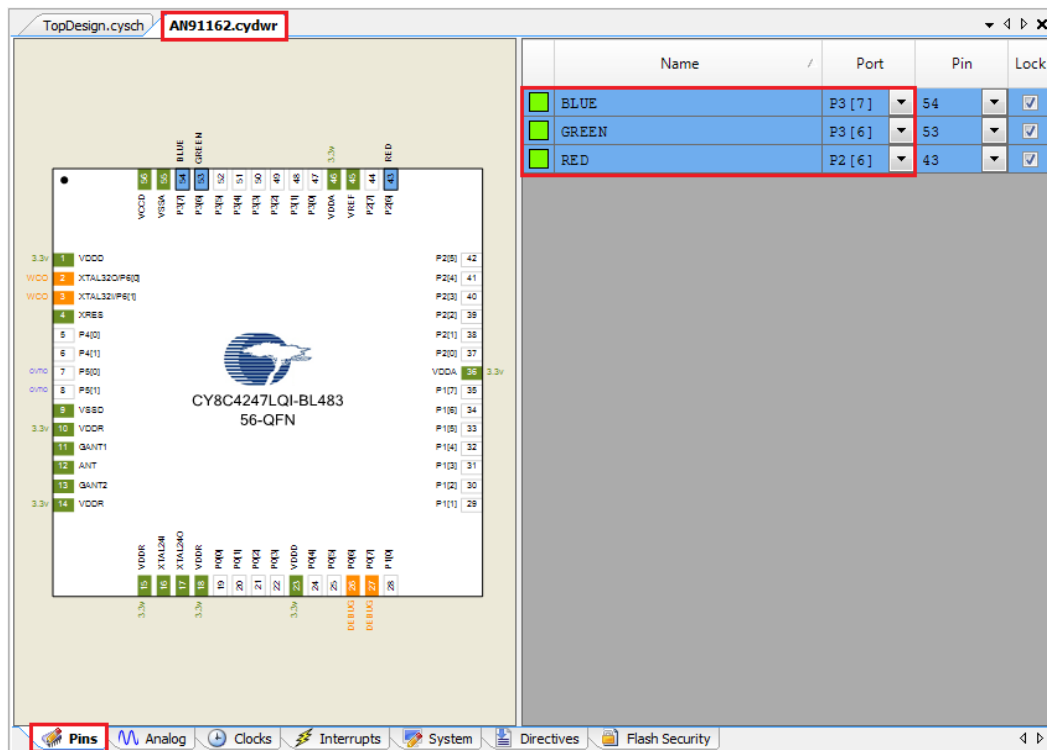 TopDesign.cysch AN91162.cydwr
Name Port Pin Lock
BLUE P3[7] 54
GREEN P3[6] 53
RED P2[6] 43
BLUE GREEN 3.3v RED
56 55 54 53 52 51 50 49 48 47 46 45 44 43
VCCD VSSA P3[7] P3[6] P3[5] P3[4] P3[3] P3[2] P3[1] P3[0] VDDA VREF P2[7] P2[6]
3.3v 1 VDDD
WCO 2 XTAL32O/P6[0]
WCO 3 XTAL32I/P6[1]
4 XRES
5 P4[0]
6 P4[1]
7 P5[0]
8 P5[1]
9 VSSD
3.3v 10 VDDR
11 GANT1
12 ANT
13 GANT2
3.3v 14 VDDR
CY8C4247LQI-BL483
56-QFN
P2[5] 42
P2[4] 41
P2[3] 40
P2[2] 39
P2[1] 38
P2[0] 37
VDDA 36 3.3v
P1[7] 35
P1[6] 34
P1[5] 33
P1[4] 32
P1[3] 31
P1[2] 30
P1[1] 29
VDDR XTAL24I XTAL24O VDDR P0[0] P0[1] P0[2] P0[3] VDDD P0[4] P0[5] P0[6] P0[7] P1[0]
15 16 17 18 19 20 21 22 23 24 25 26 27 28
3.3v 3.3v 3.3v DEBUG DEBUG
Pins Analog Clocks Interrupts System Directives Flash Security